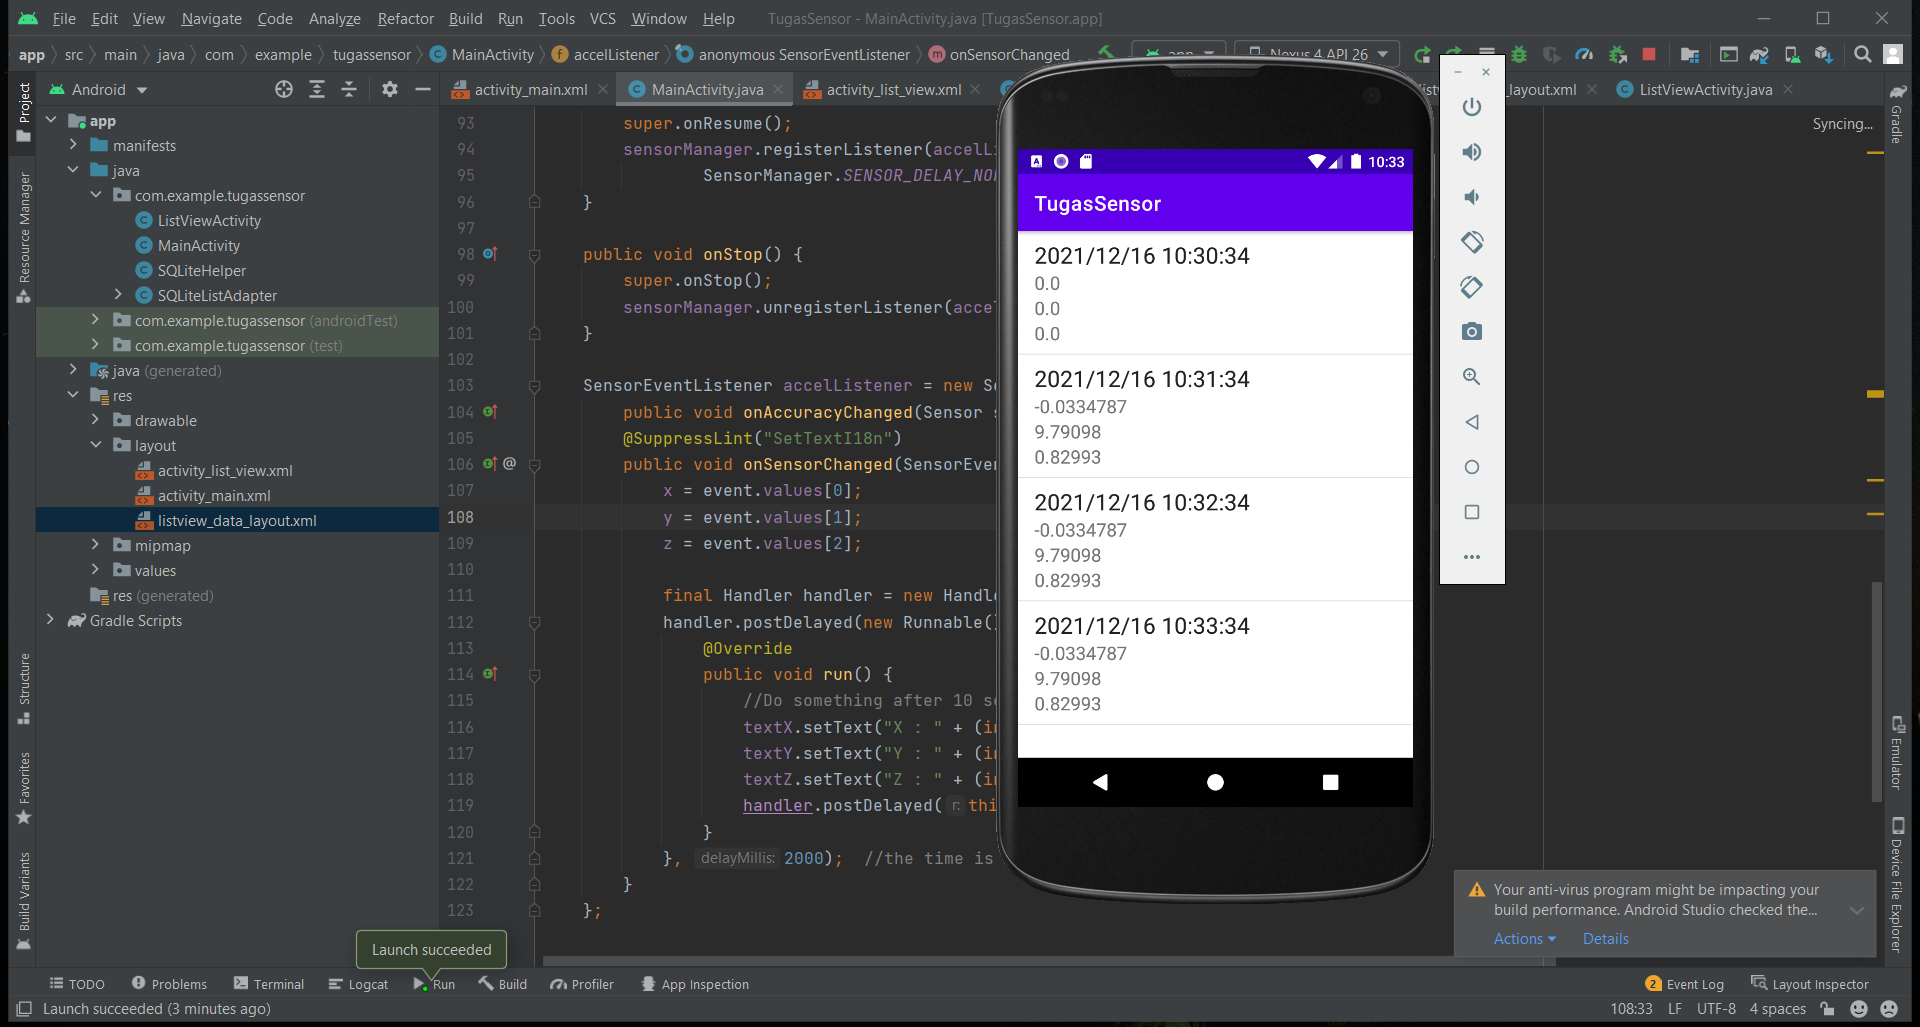 File Edit View Navigate Code Analyze Refactor Build Run Tools VCS Window Help TugasSensor - MainActivity.java [TugasSensor.app]
app src main java com example tugassensor MainActivity accelListener anonymous SensorEventListener onSensorChanged app Nexus 4 API 26
Android activity_main.xml MainActivity.java activity_list_view.xml _layout.xml ListViewActivity.java
Project
Resource Manager
Structure
Favorites
Build Variants
app
manifests
java
com.example.tugassensor
ListViewActivity
MainActivity
SQLiteHelper
SQLiteListAdapter
com.example.tugassensor (androidTest)
com.example.tugassensor (test)
java (generated)
res
drawable
layout
activity_list_view.xml
activity_main.xml
listview_data_layout.xml
mipmap
values
res (generated)
Gradle Scripts
93 super.onResume();
94 sensorManager.registerListener(accelLi
95 SensorManager.SENSOR_DELAY_NO
96 }
97
98 public void onStop() {
99 super.onStop();
100 sensorManager.unregisterListener(acce
101 }
102
103 SensorEventListener accelListener = new Se
104 public void onAccuracyChanged(Sensor s
105 @SuppressLint("SetTextI18n")
106 @ public void onSensorChanged(SensorEve
107 x = event.values[0];
108 y = event.values[1];
109 z = event.values[2];
110
111 final Handler handler = new Handl
112 handler.postDelayed(new Runnable(
113 @Override
114 public void run() {
115 //Do something after 10 s
116 textX.setText("X : " + (in
117 textY.setText("Y : " + (in
118 textZ.setText("Z : " + (in
119 handler.postDelayed( r: thi
120 }
121 }, delayMillis: 2000); //the time is
122 }
123 };
10:33
TugasSensor
2021/12/16 10:30:34
0.0
0.0
0.0
2021/12/16 10:31:34
-0.0334787
9.79098
0.82993
2021/12/16 10:32:34
-0.0334787
9.79098
0.82993
2021/12/16 10:33:34
-0.0334787
9.79098
0.82993
Syncing...
Gradle
Emulator
Device File Explorer
Your anti-virus program might be impacting your
build performance. Android Studio checked the...
Actions Details
Launch succeeded
TODO Problems Terminal Logcat Run Build Profiler App Inspection 2 Event Log Layout Inspector
Launch succeeded (3 minutes ago) 108:33 LF UTF-8 4 spaces